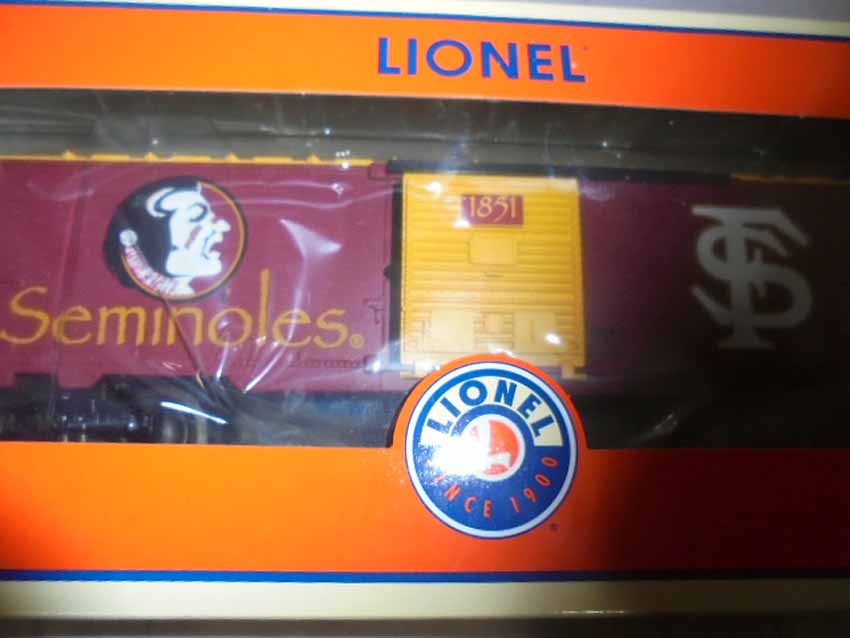 LIONEL
1851
FS
Seminoles®
LIONEL
SINCE 1900
®